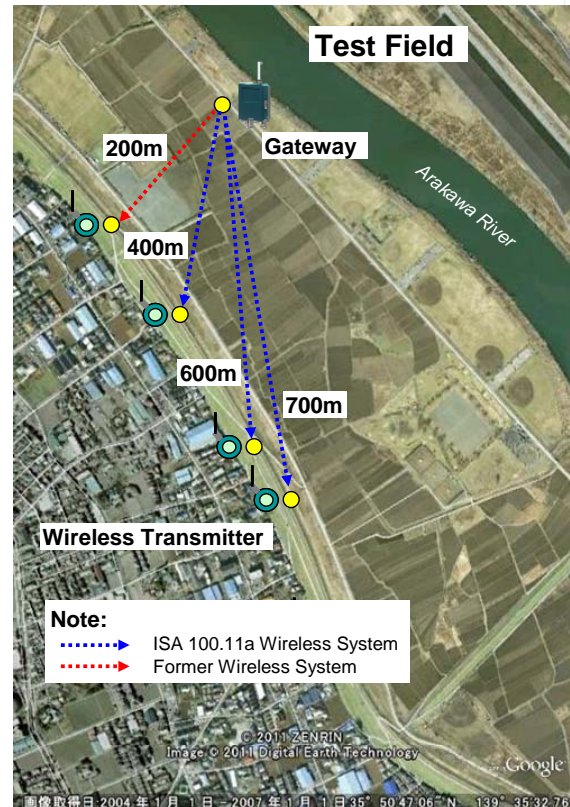 Test Field
Gateway
200m
Arakawa River
400m
600m
700m
Wireless Transmitter
Note:
ISA 100.11a Wireless System
Former Wireless System
© 2011 ZENRIN
Image © 2011 Digital Earth Technology
Google
画像取得日:2004 年 1 月 1 日−2007 年 1 月 1 日 35° 50'47.06" N 139° 35'32.76